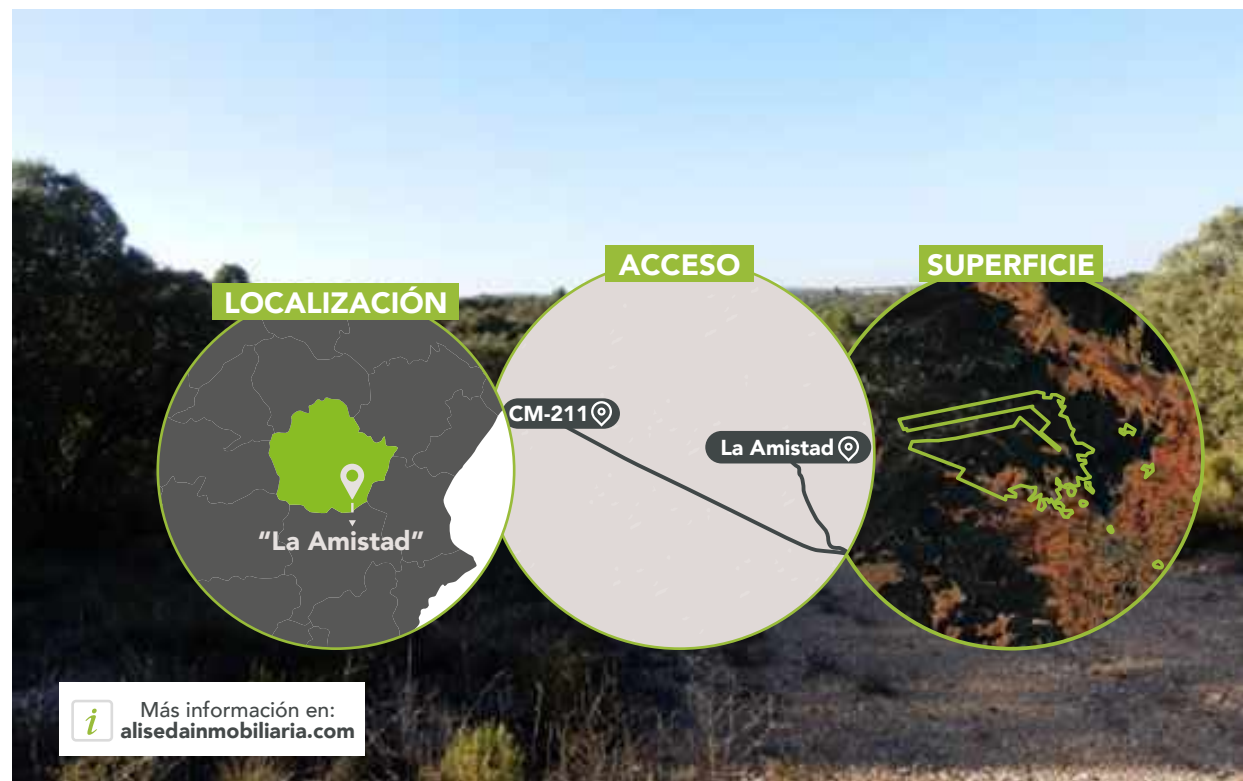 LOCALIZACIÓN
"La Amistad"
ACCESO
CM-211
La Amistad
SUPERFICIE
i
Más información en:
alisedainmobiliaria.com